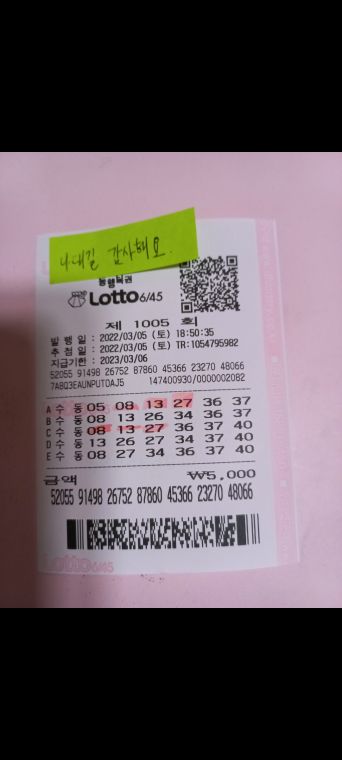 나대길 감사해요.
동행복권
Lotto 6/45
제 1005 회
발 행 일 : 2022/03/05 (토) 18:50:35
추 첨 일 : 2022/03/05 (토) TR:1054795982
지급기한 : 2023/03/06
52055 91498 26752 87860 45366 23270 48066
7ABQ3EAUNPUTOAJ5 147400930/0000002082
A 수 동 05 08 13 27 36 37
B 수 동 08 13 26 34 36 37
C 수 동 08 13 27 36 37 40
D 수 동 13 26 27 34 37 40
E 수 동 08 27 34 36 37 40
금액 ₩5,000
52055 91498 26752 87860 45366 23270 48066
Lotto 6/45